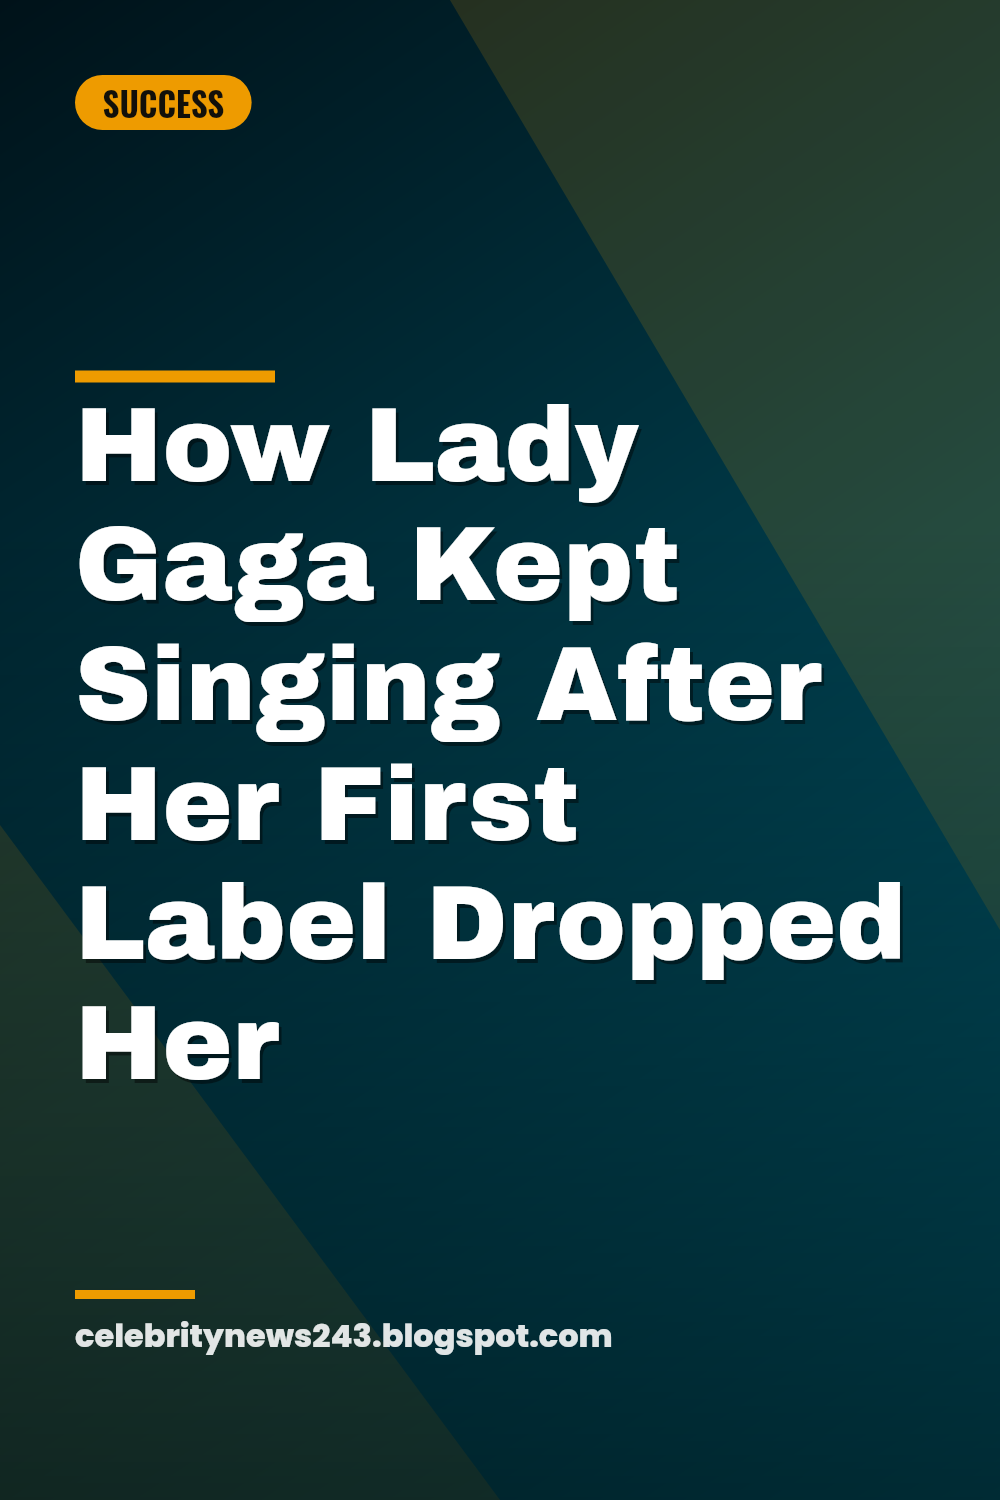 SUCCESS
How Lady
Gaga Kept
Singing After
Her First
Label Dropped
Her
celebritynews243.blogspot.com